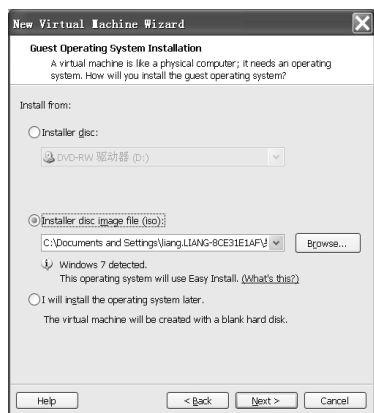 New Virtual Machine Wizard
Guest Operating System Installation
A virtual machine is like a physical computer; it needs an operating
system. How will you install the guest operating system?
Install from:
Installer disc:
DVD-RW 驱动器 (D:)
Installer disc image file (iso):
C:\Documents and Settings\liang.LIANG-8CE31E1AF\
Browse...
Windows 7 detected.
This operating system will use Easy Install. (What's this?)
I will install the operating system later.
The virtual machine will be created with a blank hard disk.
Help
< Back
Next >
Cancel